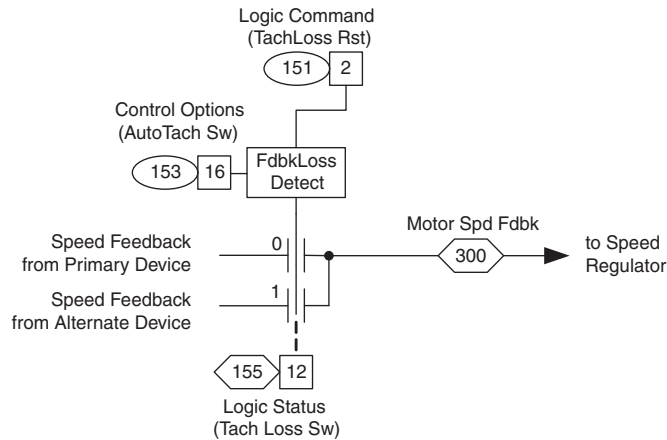 Logic Command
(TachLoss Rst)
151 2
Control Options
(AutoTach Sw)
153 16
FdbkLoss
Detect
Motor Spd Fdbk
Speed Feedback
from Primary Device
0
300
to Speed
Regulator
Speed Feedback
from Alternate Device
1
155 12
Logic Status
(Tach Loss Sw)